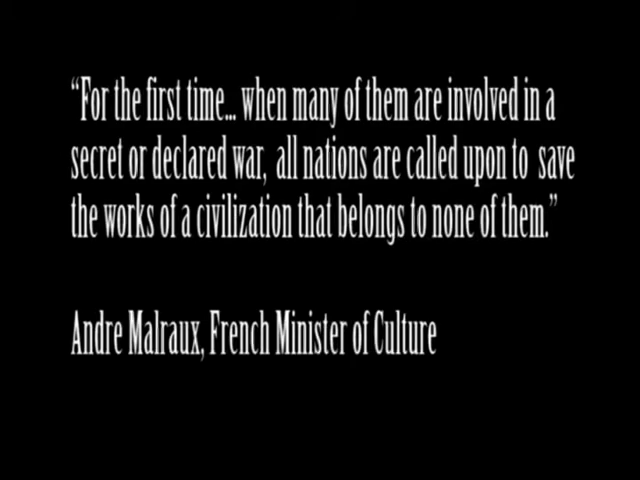 “For the first time... when many of them are involved in a
secret or declared war, all nations are called upon to save
the works of a civilization that belongs to none of them.”
Andre Malraux, French Minister of Culture